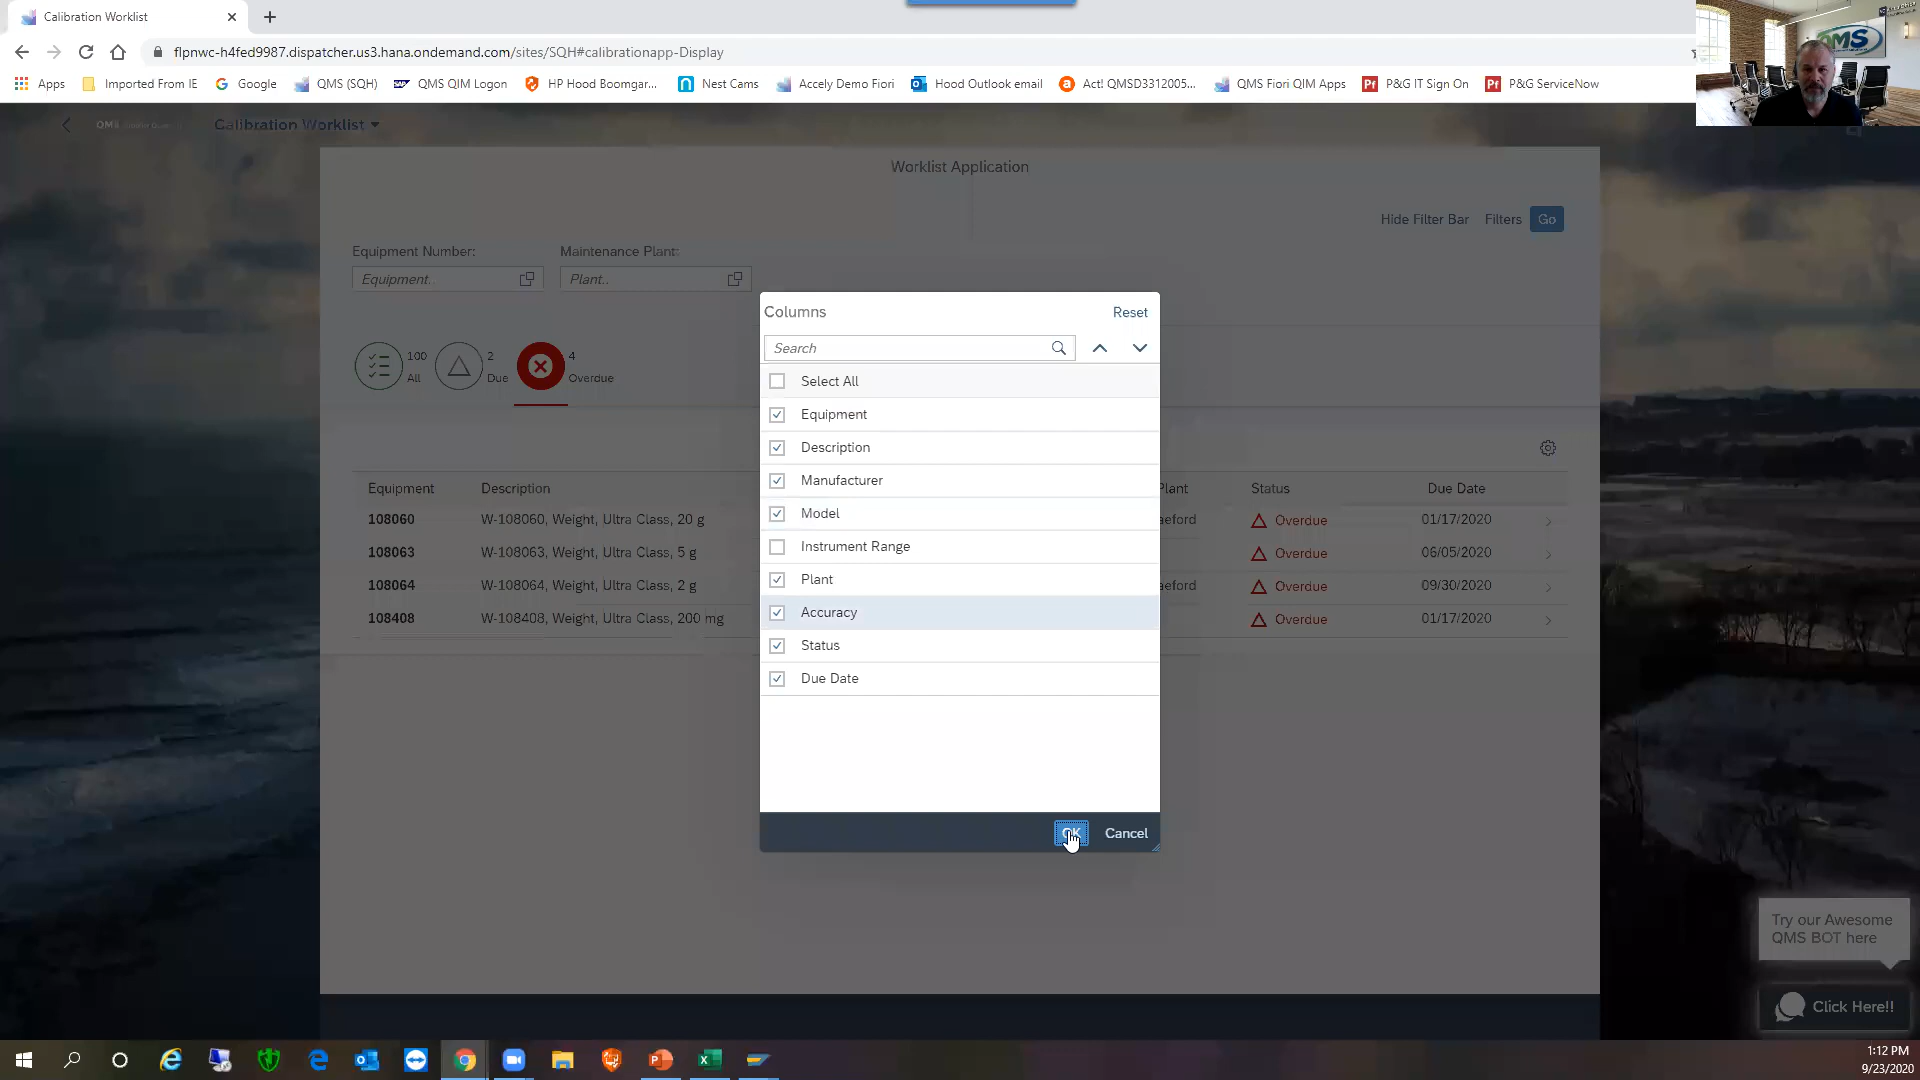 Calibration Worklist
flpnwc-h4fed9987.dispatcher.us3.hana.ondemand.com/sites/SQH#calibrationapp-Display
Apps Imported From IE Google QMS (SQH) QMS QIM Logon HP Hood Boomgar... Nest Cams Accely Demo Fiori Hood Outlook email Act! QMSD3312005... QMS Fiori QIM Apps P&G IT Sign On P&G ServiceNow
QMS
Calibration Worklist
Worklist Application
Hide Filter Bar Filters Go
Equipment Number: Maintenance Plant:
Equipment.. Plant..
100 All 2 Due 4 Overdue
Columns Reset
Search
Select All
Equipment
Description
Manufacturer
Model
Instrument Range
Plant
Accuracy
Status
Due Date
OK Cancel
Equipment Description Plant Status Due Date
108060 W-108060, Weight, Ultra Class, 20 g aeford Overdue 01/17/2020
108063 W-108063, Weight, Ultra Class, 5 g Overdue 06/05/2020
108064 W-108064, Weight, Ultra Class, 2 g aeford Overdue 09/30/2020
108408 W-108408, Weight, Ultra Class, 200 mg Overdue 01/17/2020
Try our Awesome
QMS BOT here
Click Here!!
1:12 PM
9/23/2020